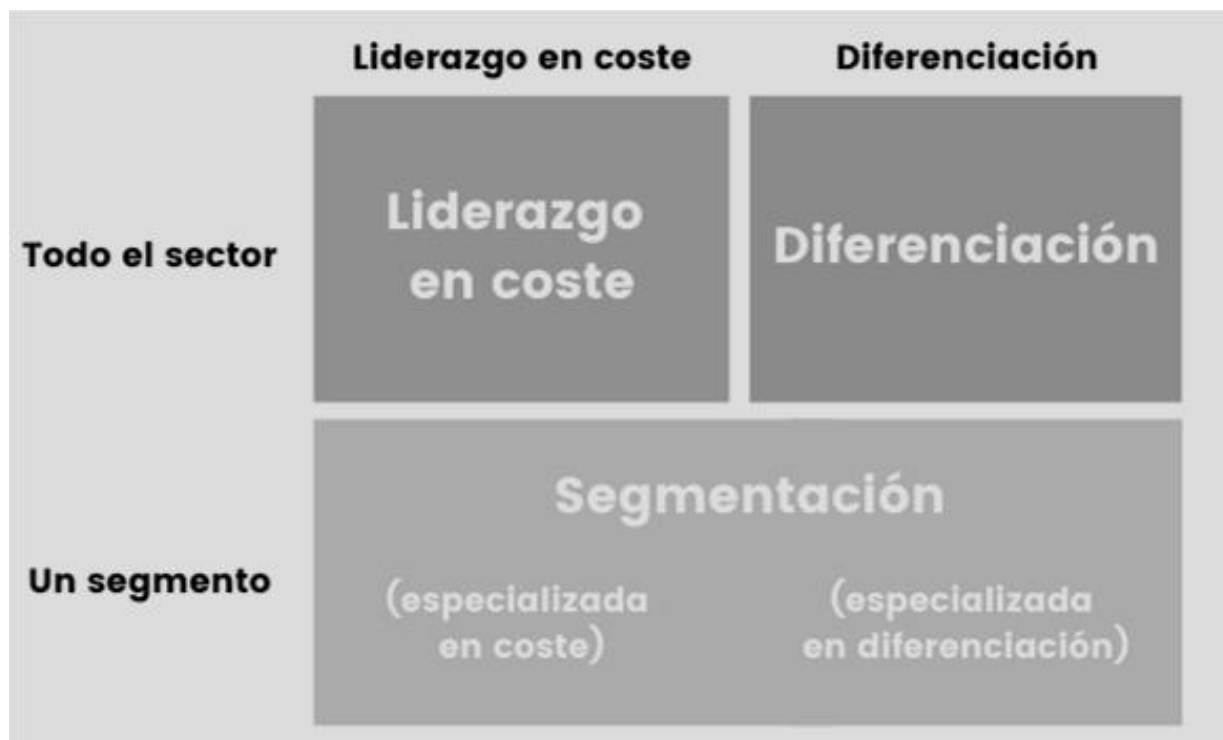 Liderazgo en coste
Diferenciación
Todo el sector
Liderazgo
en coste
Diferenciación
Un segmento
Segmentación
(especializada
en coste)
(especializada
en diferenciación)